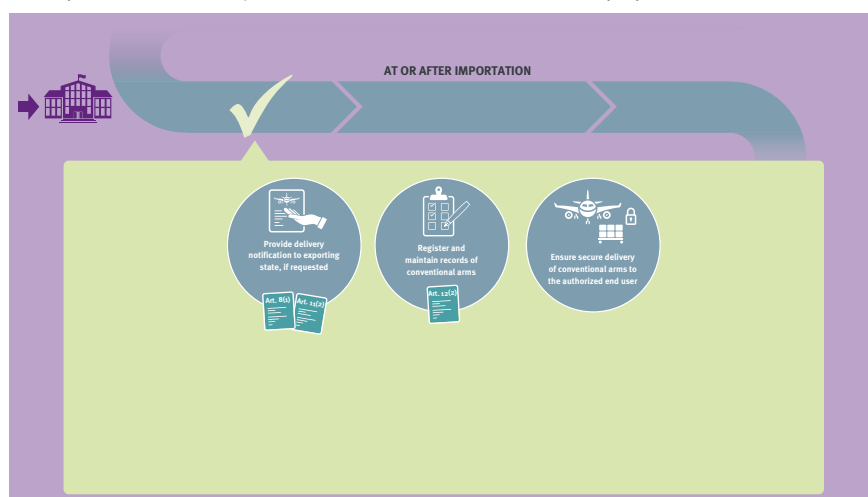 AT OR AFTER IMPORTATION
Provide delivery
notification to exporting
state, if requested
Art. 8(1)
Art. 11(2)
Register and
maintain records of
conventional arms
Art. 12(2)
Ensure secure delivery
of conventional arms to
the authorized end user